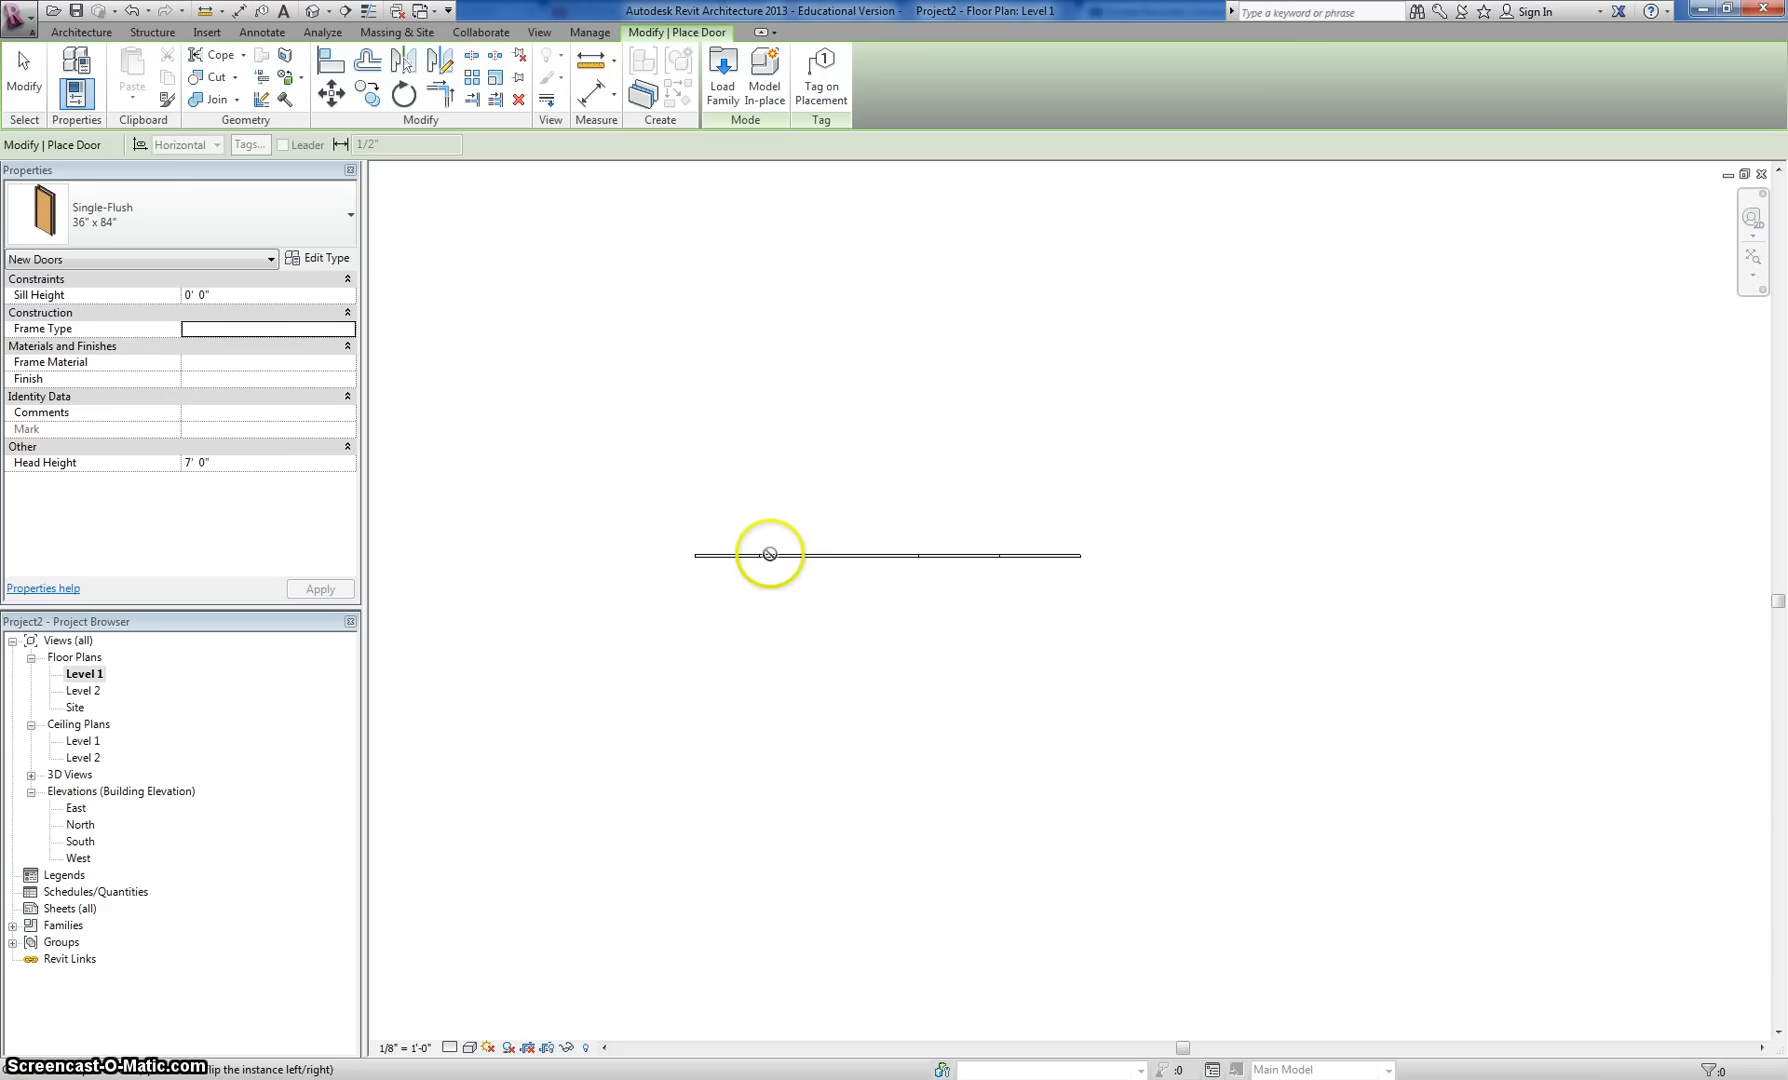 Autodesk Revit Architecture 2013 - Educational Version - Project2 - Floor Plan: Level 1
Type a keyword or phrase
Sign In
Architecture Structure Insert Annotate Analyze Massing & Site Collaborate View Manage Modify | Place Door
Modify
Paste
Cope
Cut
Join
Load Family
Model In-place
Tag on Placement
Select Properties Clipboard Geometry Modify View Measure Create Mode Tag
Modify | Place Door Horizontal Tags... Leader 1/2"
Properties
Single-Flush
36" x 84"
New Doors Edit Type
Constraints
Sill Height 0' 0"
Construction
Frame Type
Materials and Finishes
Frame Material
Finish
Identity Data
Comments
Mark
Other
Head Height 7' 0"
Properties help Apply
Project2 - Project Browser
Views (all)
Floor Plans
Level 1
Level 2
Site
Ceiling Plans
Level 1
Level 2
3D Views
Elevations (Building Elevation)
East
North
South
West
Legends
Schedules/Quantities
Sheets (all)
Families
Groups
Revit Links
1/8" = 1'-0"
2D
Screencast-O-Matic.com
lip the instance left/right)
:0
Main Model
:0